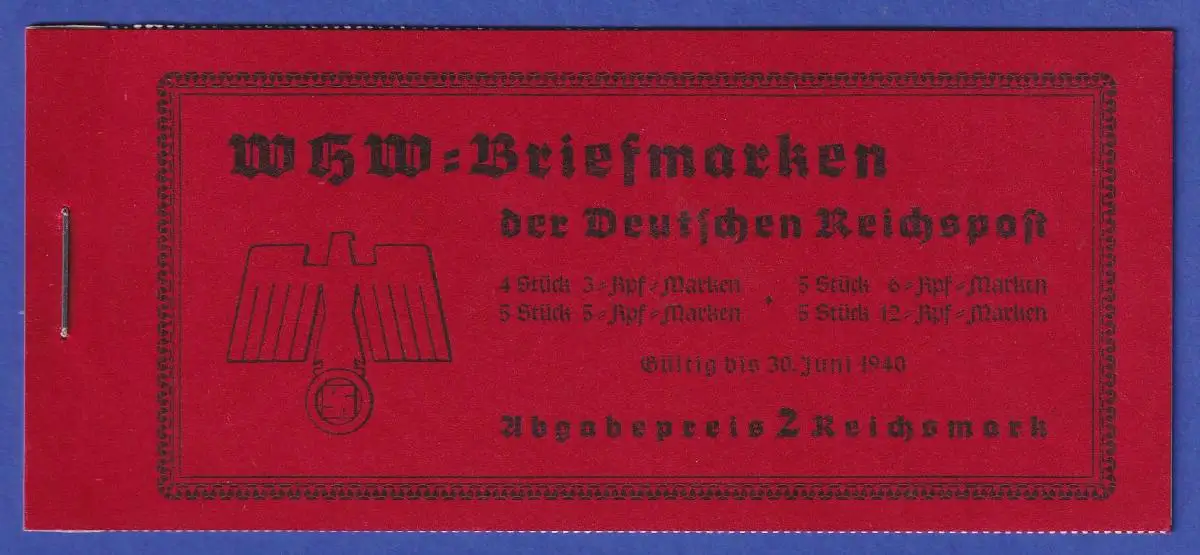 WHW-Briefmarken
der Deutschen Reichspost
4 Stück 3-Rpf-Marken · 5 Stück 6-Rpf-Marken
5 Stück 5-Rpf-Marken 5 Stück 12-Rpf-Marken
Gültig bis 30. Juni 1940
Abgabepreis 2 Reichsmark